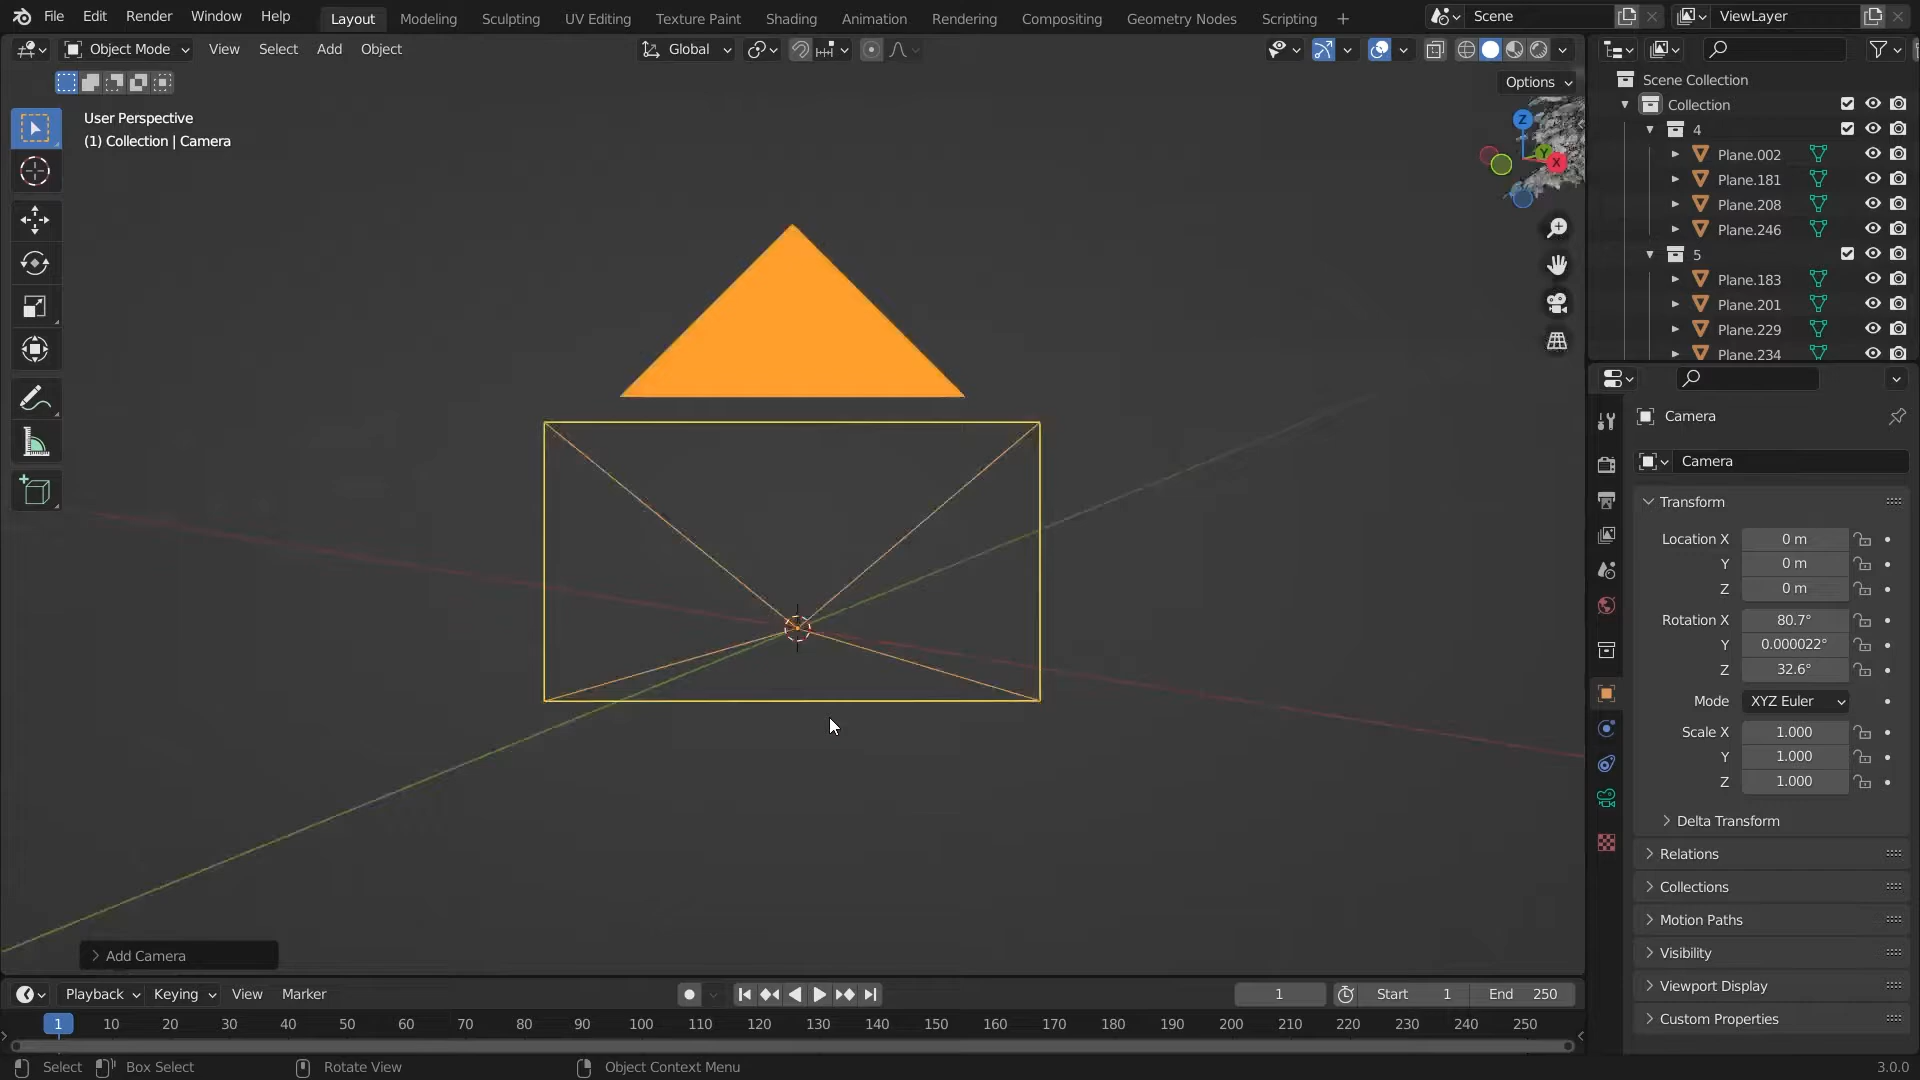 File Edit Render Window Help Layout Modeling Sculpting UV Editing Texture Paint Shading Animation Rendering Compositing Geometry Nodes Scripting + Scene ViewLayer
Object Mode View Select Add Object Global
Options
User Perspective
(1) Collection | Camera
Z
Y
X
Scene Collection
Collection
4
Plane.002
Plane.181
Plane.208
Plane.246
5
Plane.183
Plane.201
Plane.229
Plane.234
Camera
Camera
Transform
Location X 0 m
Y 0 m
Z 0 m
Rotation X 80.7°
Y 0.000022°
Z 32.6°
Mode XYZ Euler
Scale X 1.000
Y 1.000
Z 1.000
Delta Transform
Relations
Collections
Motion Paths
Visibility
Viewport Display
Custom Properties
Add Camera
Playback Keying View Marker 1 Start 1 End 250
1 10 20 30 40 50 60 70 80 90 100 110 120 130 140 150 160 170 180 190 200 210 220 230 240 250
Select Box Select Rotate View Object Context Menu 3.0.0